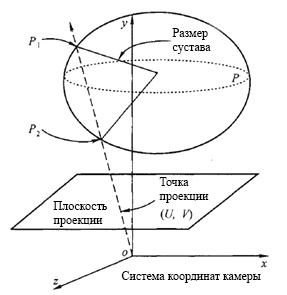 y
P₁
Размер
сустава
P
P₂
Точка
проекции
(U, V)
Плоскость
проекции
o
x
z
Система координат камеры